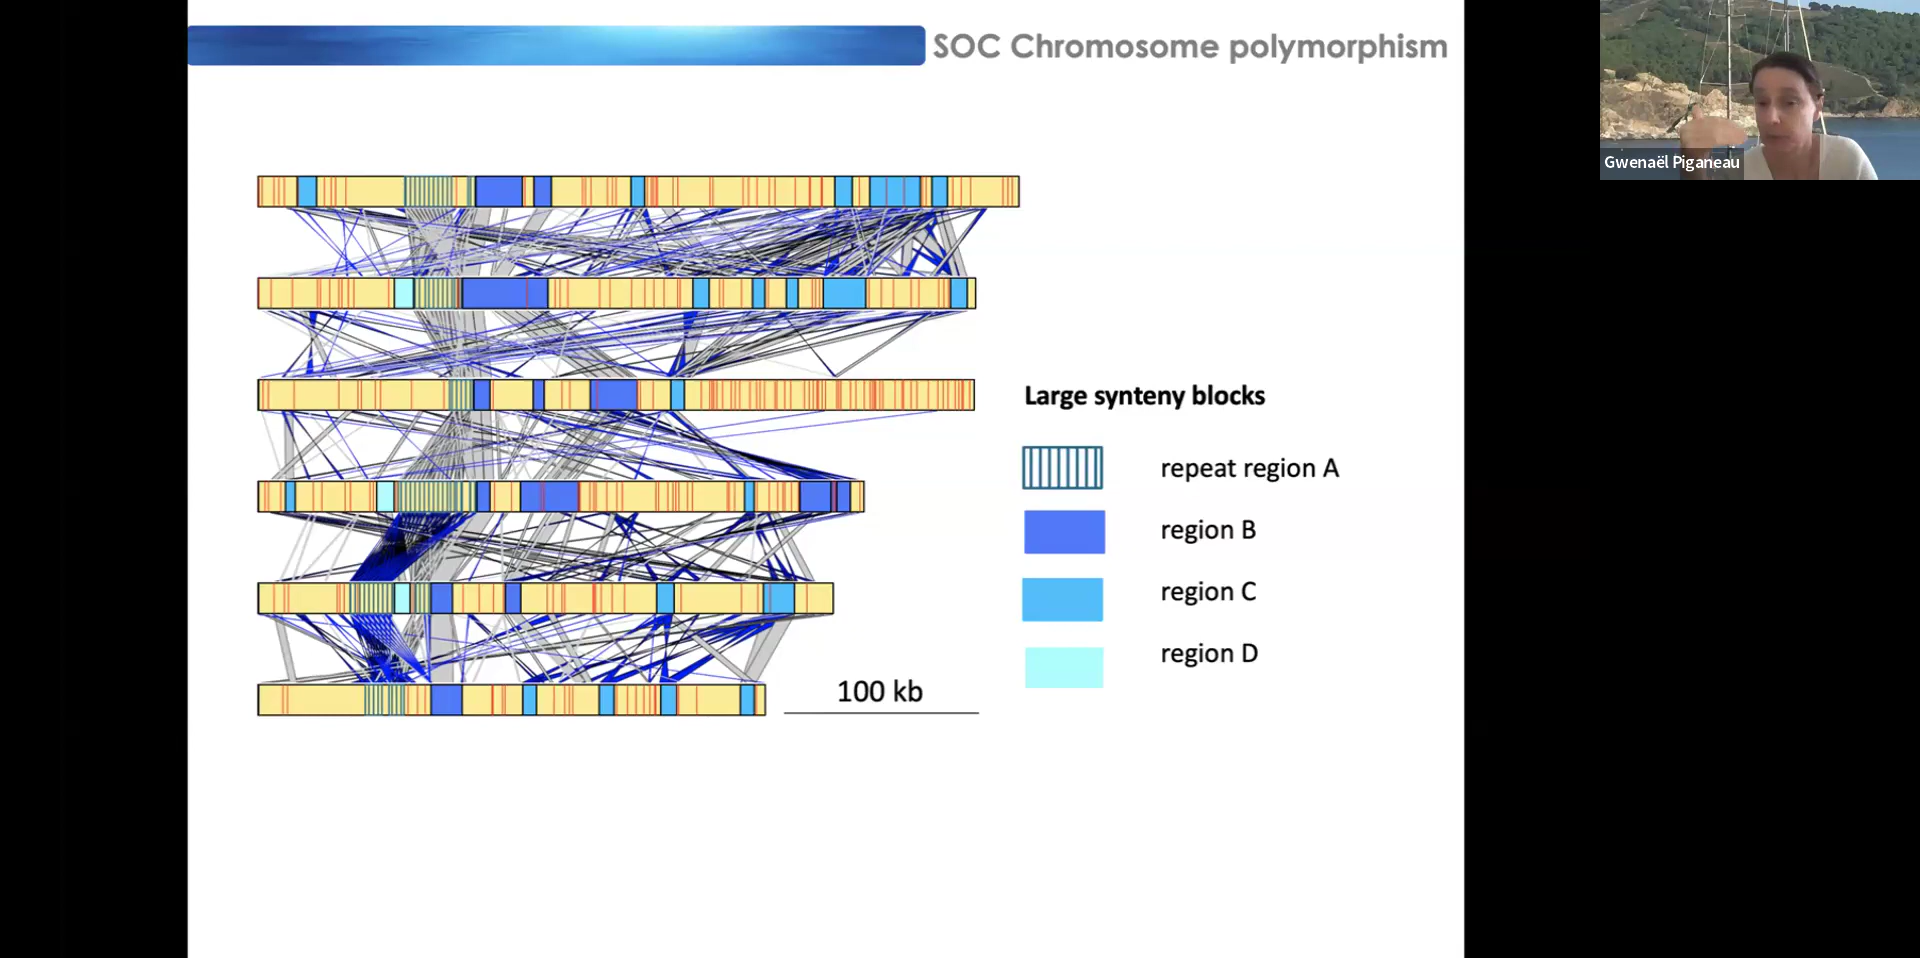 SOC Chromosome polymorphism
Gwenaël Piganeau
Large synteny blocks
repeat region A
region B
region C
region D
100 kb